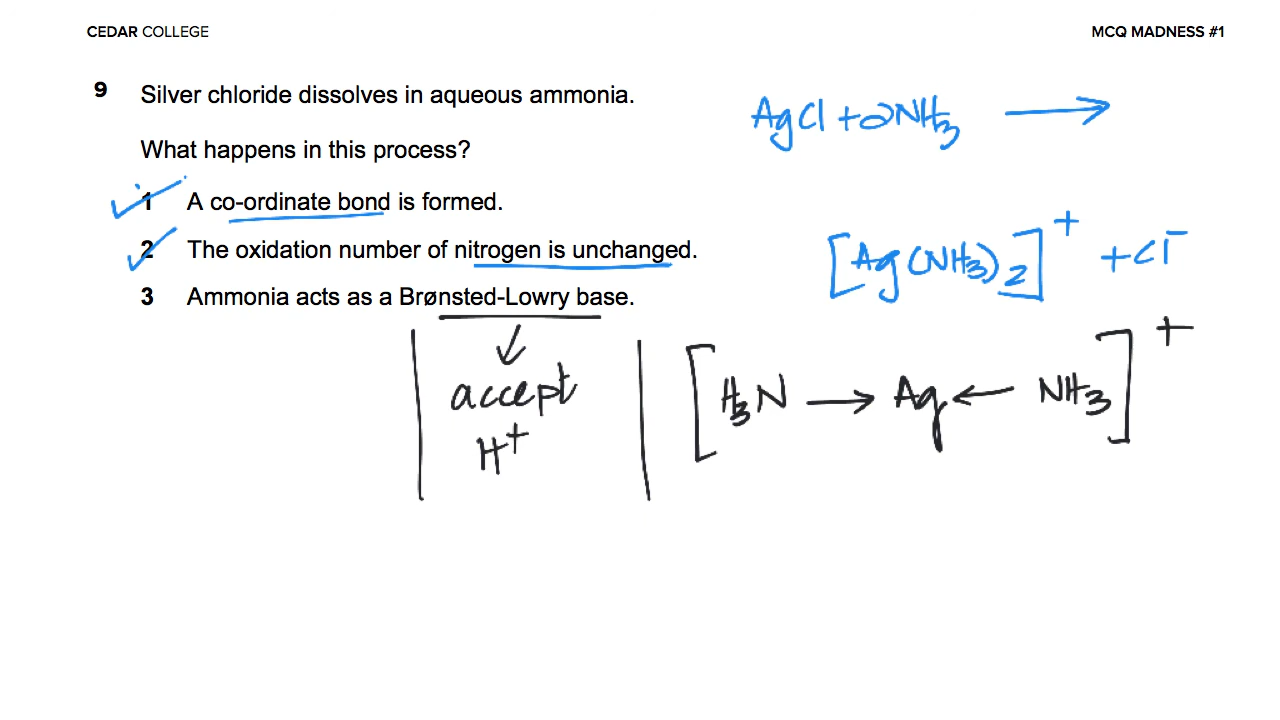 CEDAR COLLEGE
MCQ MADNESS #1
9 Silver chloride dissolves in aqueous ammonia.
AgCl + 2NH3 ⟶
What happens in this process?
1 A co-ordinate bond is formed.
2 The oxidation number of nitrogen is unchanged.
[Ag(NH3)2]+ + Cl−
3 Ammonia acts as a Brønsted-Lowry base.
↓
accept
H+
[H3N → Ag ← NH3]+